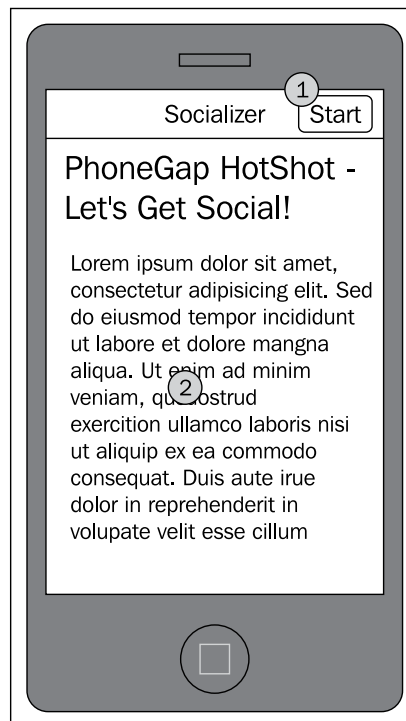 1
Socializer Start
PhoneGap HotShot -
Let's Get Social!
Lorem ipsum dolor sit amet,
consectetur adipisicing elit. Sed
do eiusmod tempor incididunt
ut labore et dolore mangna
aliqua. Ut enim ad minim
veniam, 2
exercition ullamco laboris nisi
ut aliquip ex ea commodo
consequat. Duis aute irue
dolor in reprehenderit in
volupate velit esse cillum